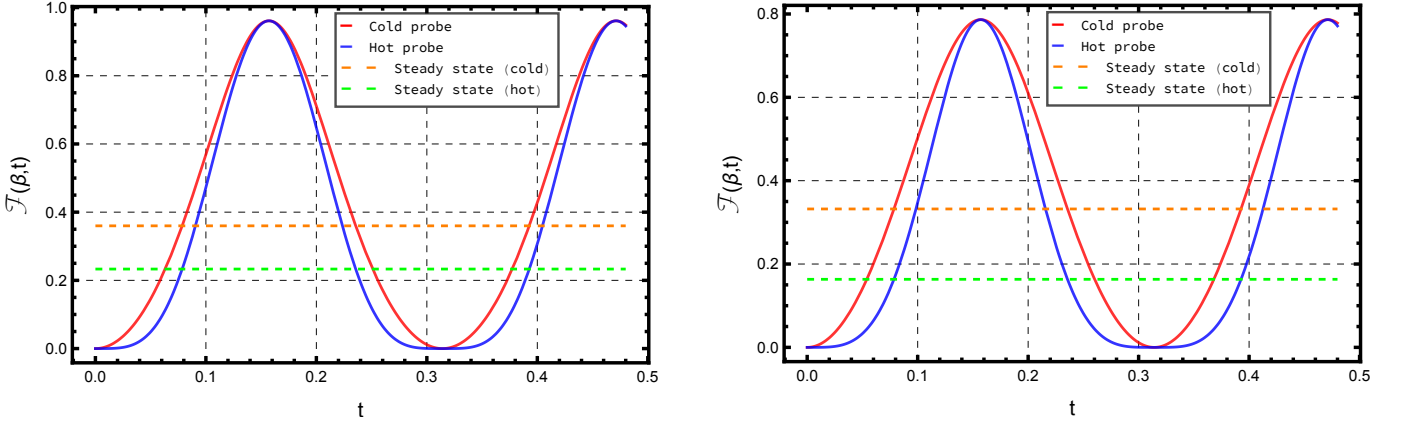 1.0
0.8
0.6
0.4
0.2
0.0
ℱ(β,t)
Cold probe
Hot probe
Steady state (cold)
Steady state (hot)
0.0 0.1 0.2 0.3 0.4 0.5
t
0.8
0.6
0.4
0.2
0.0
ℱ(β,t)
Cold probe
Hot probe
Steady state (cold)
Steady state (hot)
0.0 0.1 0.2 0.3 0.4 0.5
t